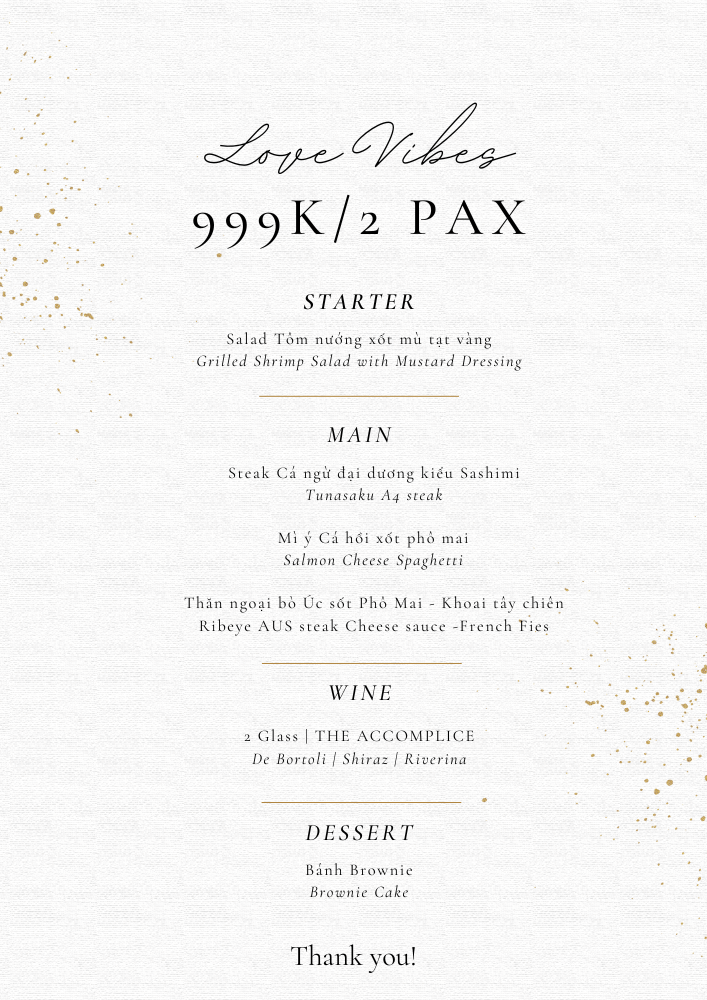 Love Vibes
999K/2 PAX
STARTER
Salad Tôm nướng xốt mù tạt vàng
Grilled Shrimp Salad with Mustard Dressing
MAIN
Steak Cá ngừ đại dương kiểu Sashimi
Tunasaku A4 steak
Mì ý Cá hồi xốt phô mai
Salmon Cheese Spaghetti
Thăn ngoại bò Úc sốt Phô Mai - Khoai tây chiên
Ribeye AUS steak Cheese sauce -French Fies
WINE
2 Glass | THE ACCOMPLICE
De Bortoli | Shiraz | Riverina
DESSERT
Bánh Brownie
Brownie Cake
Thank you!